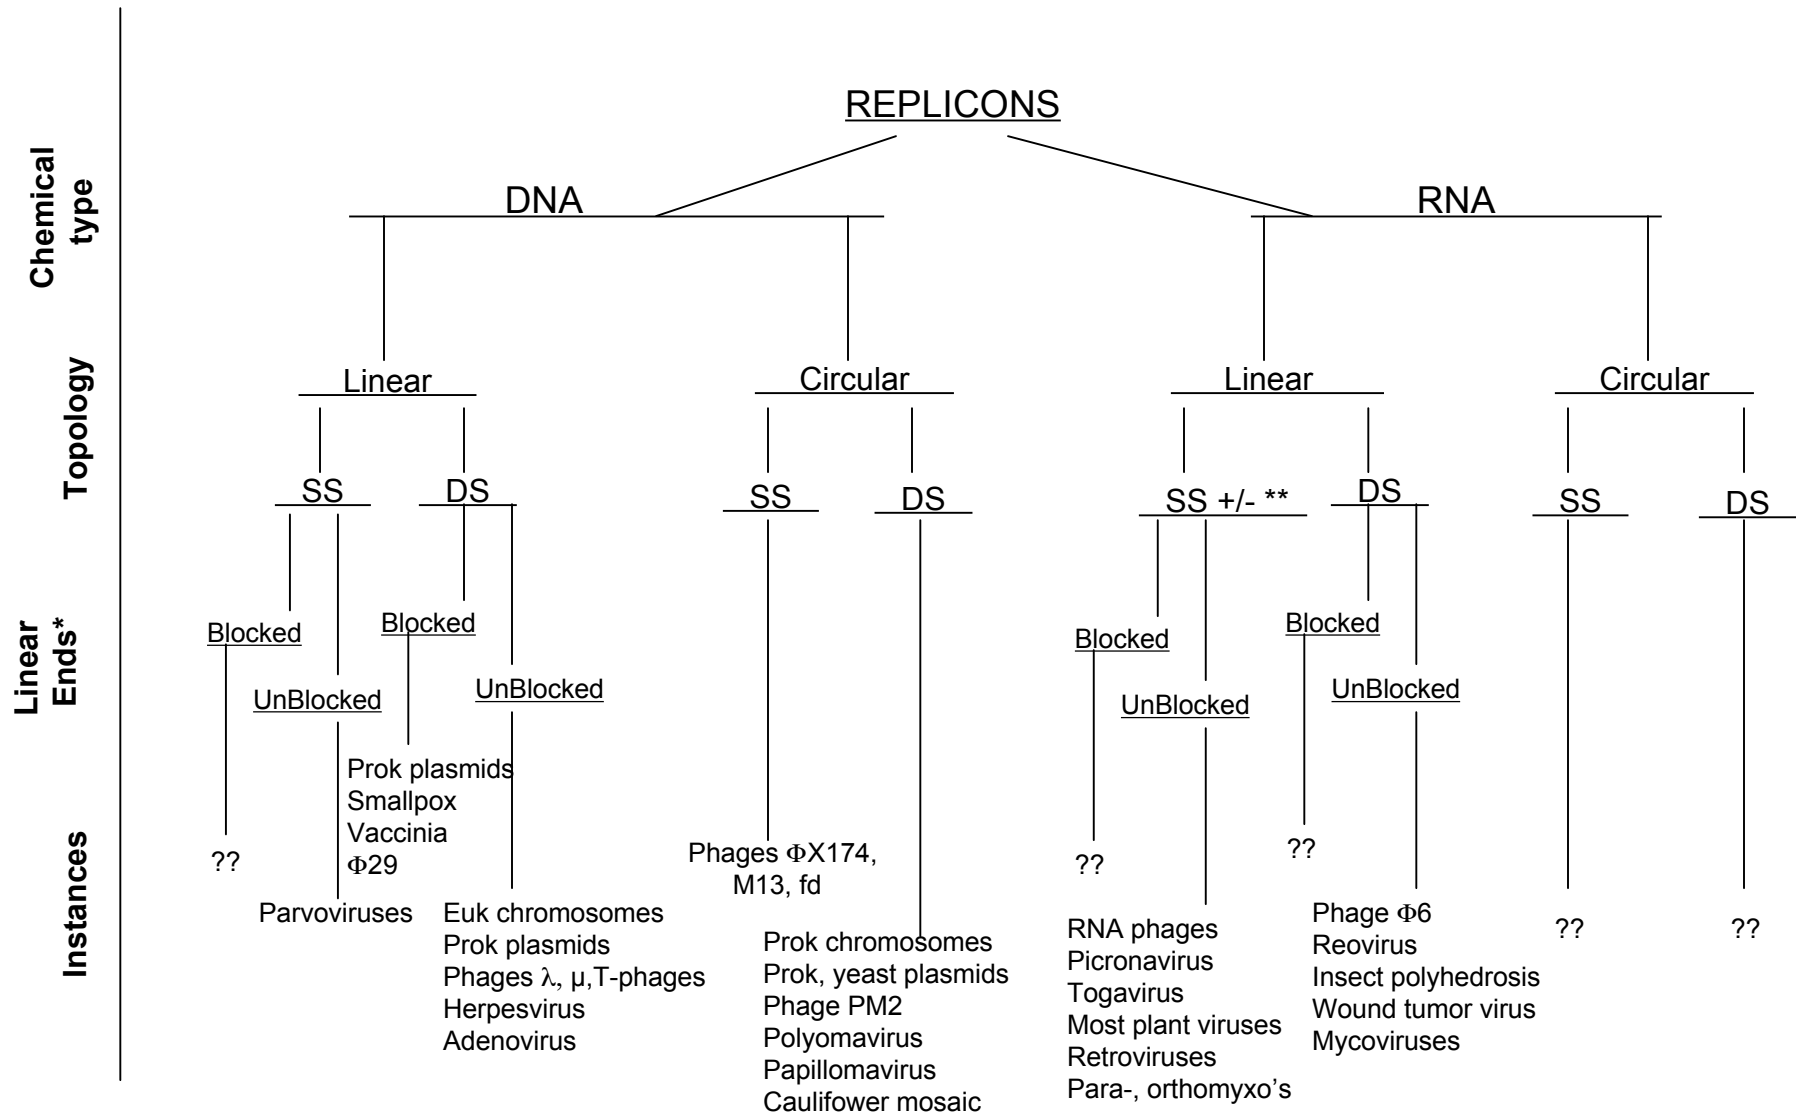 REPLICONS
Chemical
type
DNA
RNA
Topology
Linear
Circular
Linear
Circular
SS
DS
SS
DS
SS +/- **
DS
SS
DS
Linear
Ends*
Blocked
Blocked
Blocked
Blocked
UnBlocked
UnBlocked
UnBlocked
UnBlocked
Instances
??
Parvoviruses
Prok plasmids
Smallpox
Vaccinia
Φ29
Euk chromosomes
Prok plasmids
Phages λ, μ,T-phages
Herpesvirus
Adenovirus
Phages ΦX174,
M13, fd
Prok chromosomes
Prok, yeast plasmids
Phage PM2
Polyomavirus
Papillomavirus
Caulifower mosaic
??
RNA phages
Picronavirus
Togavirus
Most plant viruses
Retroviruses
Para-, orthomyxo's
??
Phage Φ6
Reovirus
Insect polyhedrosis
Wound tumor virus
Mycoviruses
??
??